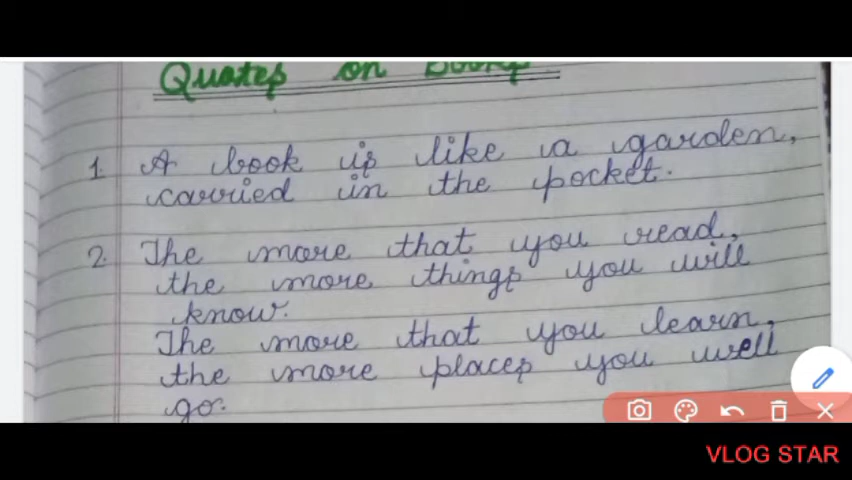 Quotes on Books
1. A book is like a garden,
carried in the pocket.
2. The more that you read,
the more things you will
know.
The more that you learn,
the more places you well
go.
VLOG STAR